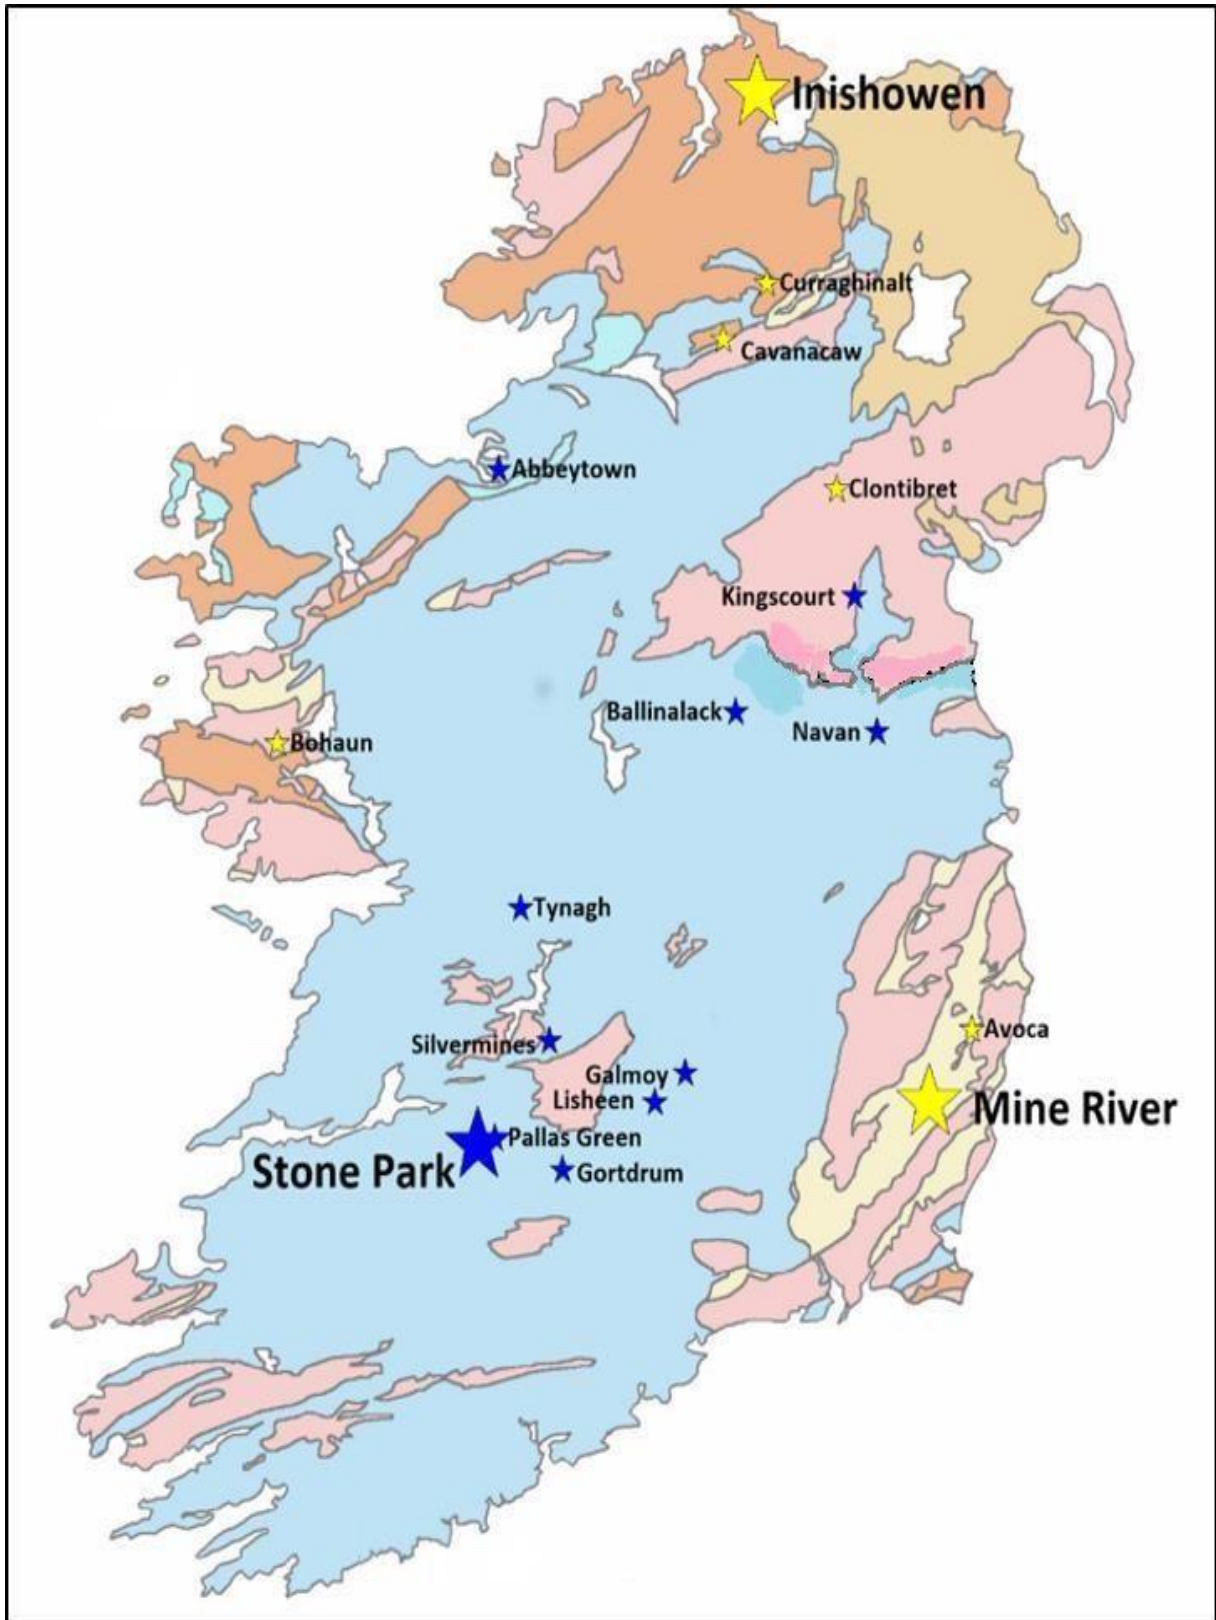 Inishowen
Curraghinalt
Cavanacaw
Abbeytown
Clontibret
Kingscourt
Ballinalack
Navan
Bohaun
Tynagh
Avoca
Silvermines
Galmoy
Lisheen
Mine River
Pallas Green
Stone Park
Gortdrum